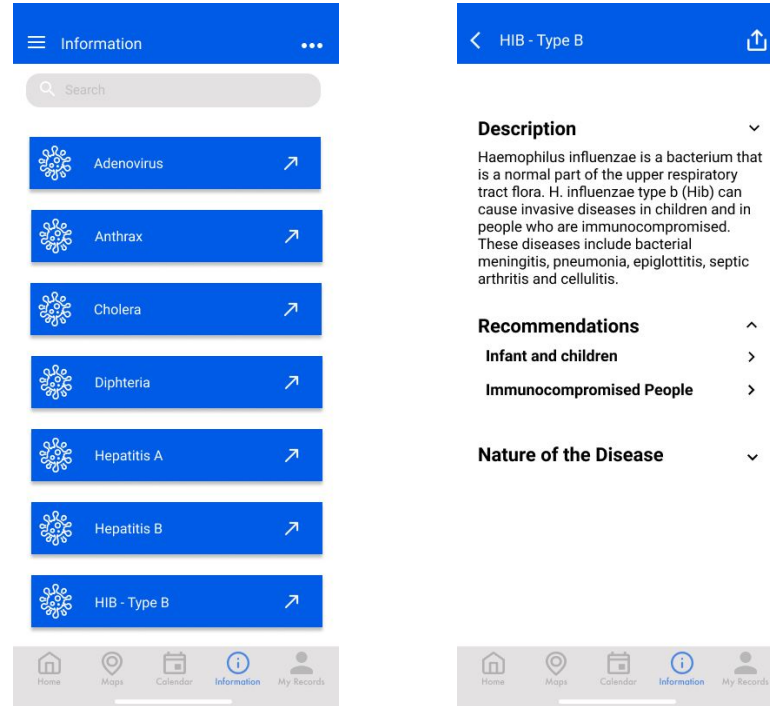 Information
Search
Adenovirus
Anthrax
Cholera
Diphteria
Hepatitis A
Hepatitis B
HIB - Type B
Home Maps Calendar Information My Records
HIB - Type B
Description
Haemophilus influenzae is a bacterium that
is a normal part of the upper respiratory
tract flora. H. influenzae type b (Hib) can
cause invasive diseases in children and in
people who are immunocompromised.
These diseases include bacterial
meningitis, pneumonia, epiglottitis, septic
arthritis and cellulitis.
Recommendations
Infant and children
Immunocompromised People
Nature of the Disease
Home Maps Calendar Information My Records